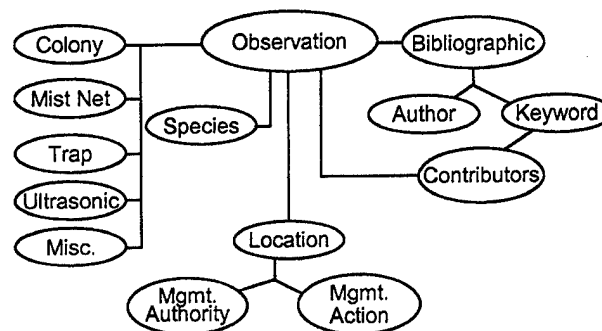 Colony
Observation
Bibliographic
Mist Net
Species
Author
Keyword
Trap
Contributors
Ultrasonic
Misc.
Location
Mgmt.
Authority
Mgmt.
Action